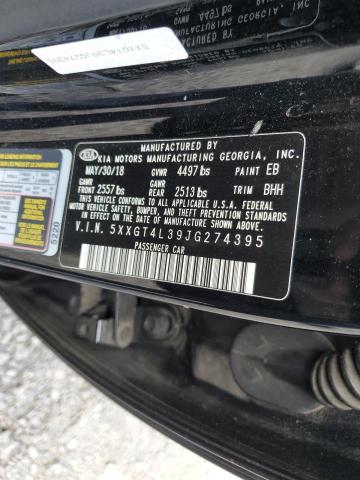 MANUFACTURED BY
KIA KIA MOTORS MANUFACTURING GEORGIA, INC.
MAY/30/18 GVWR 4497lbs PAINT EB
GAWR FRONT 2557lbs GAWR REAR 2513lbs TRIM BHH
THIS VEHICLE CONFORMS TO ALL APPLICABLE U.S.A. FEDERAL
MOTOR VEHICLE SAFETY, BUMPER, AND THEFT PREVENTION
STANDARDS IN EFFECT ON THE DATE OF MANUFACTURE SHOWN ABOVE.
V.I.N. 5XXGT4L39JG274395
PASSENGER CAR
5220